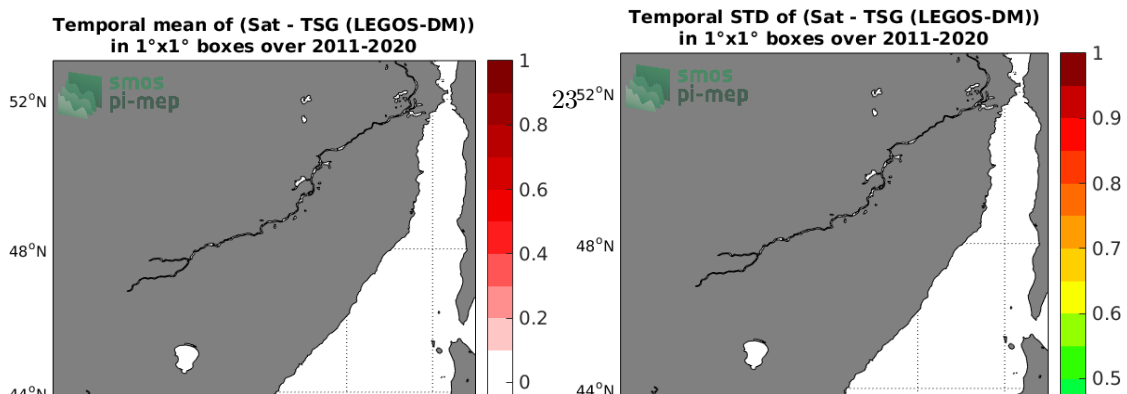 Temporal mean of (Sat - TSG (LEGOS-DM))
in 1°x1° boxes over 2011-2020
smos
pi-mep
52°N
48°N
44°N
1
0.8
0.6
0.4
0.2
0
23
Temporal STD of (Sat - TSG (LEGOS-DM))
in 1°x1° boxes over 2011-2020
smos
pi-mep
52°N
48°N
44°N
1
0.9
0.8
0.7
0.6
0.5